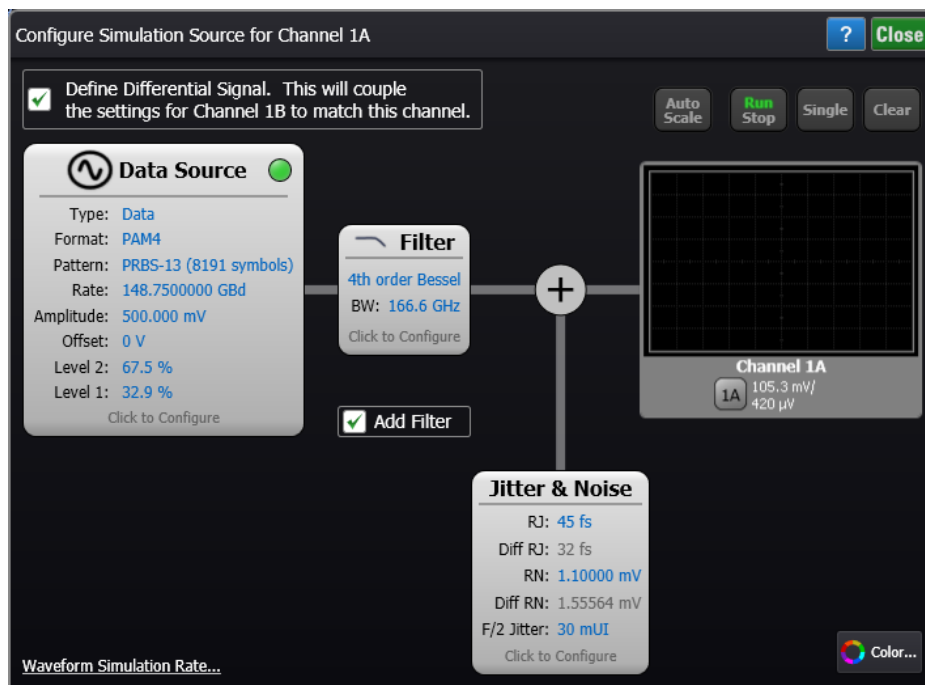 Configure Simulation Source for Channel 1A
?
Close
Define Differential Signal. This will couple
the settings for Channel 1B to match this channel.
Auto
Scale
Run
Stop
Single
Clear
Data Source
Type: Data
Format: PAM4
Pattern: PRBS-13 (8191 symbols)
Rate: 148.7500000 GBd
Amplitude: 500.000 mV
Offset: 0 V
Level 2: 67.5 %
Level 1: 32.9 %
Click to Configure
Filter
4th order Bessel
BW: 166.6 GHz
Click to Configure
Add Filter
+
Channel 1A
1A
105.3 mV/
420 µV
Jitter & Noise
RJ: 45 fs
Diff RJ: 32 fs
RN: 1.10000 mV
Diff RN: 1.55564 mV
F/2 Jitter: 30 mUI
Click to Configure
Waveform Simulation Rate...
Color...